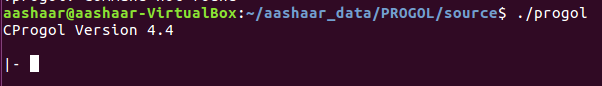 aashaar@aashaar-VirtualBox:~/aashaar_data/PROGOL/source$ ./progol
CProgol Version 4.4
|-